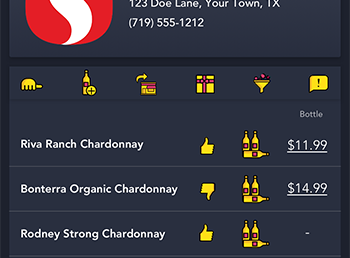 123 Doe Lane, Your Town, TX
(719) 555-1212
Bottle
Riva Ranch Chardonnay $11.99
Bonterra Organic Chardonnay $14.99
Rodney Strong Chardonnay -